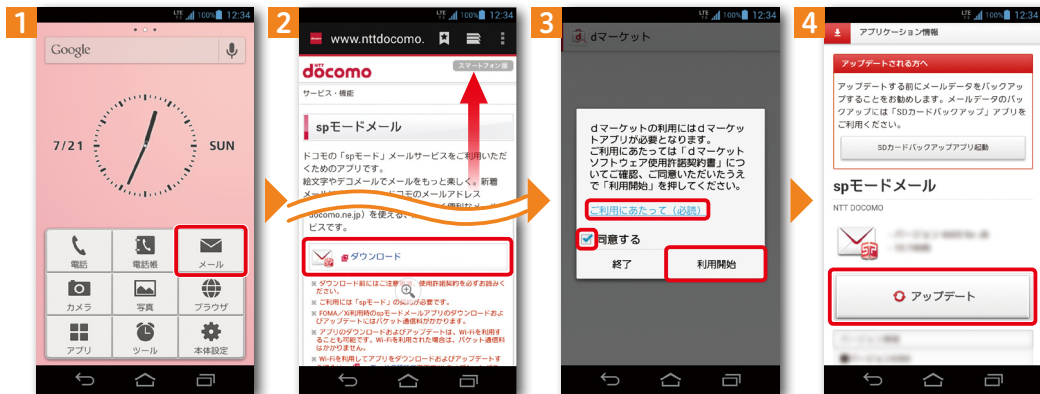 1
LTE 100% 12:34
Google
7/21
SUN
電話
電話帳
メール
カメラ
写真
ブラウザ
アプリ
ツール
本体設定
2
LTE 100% 12:34
www.nttdocomo.
NTT
döcomo
スマートフォン版
サービス・機能
spモードメール
ドコモの「spモード」メールサービスをご利用いただ
くためのアプリです。
絵文字やデコメールでメールをもっと楽しく。新着
docomo.ne.jp）を使える、
ビスです。
ダウンロード
※ ダウンロード前にはご注意 使用許諾契約を必ずお読みく
ださい。
※ ご利用には「spモード」の契約が必要です。
※ FOMA／Xi利用時のspモードメールアプリのダウンロードおよ
びアップデートにはパケット通信料がかかります。
※ アプリのダウンロードおよびアップデートは、Wi-Fiを利用す
ることも可能です。Wi-Fiを利用された場合は、パケット通信料
はかかりません。
※ Wi-Fiを利用してアプリをダウンロードおよびアップデートす
3
LTE 100% 12:34
dマーケット
dマーケットの利用にはdマーケッ
トアプリが必要となります。
ご利用にあたっては「dマーケット
ソフトウェア使用許諾契約書」につ
いてご確認、ご同意いただいたうえ
で「利用開始」を押してください。
ご利用にあたって（必読）
同意する
終了
利用開始
4
LTE 100% 12:34
アプリケーション情報
アップデートされる方へ
アップデートする前にメールデータをバックアッ
プすることをお勧めします。メールデータのバッ
クアップには「SDカードバックアップ」アプリを
ご利用ください。
SDカードバックアップアプリ起動
spモードメール
NTT DOCOMO
アップデート